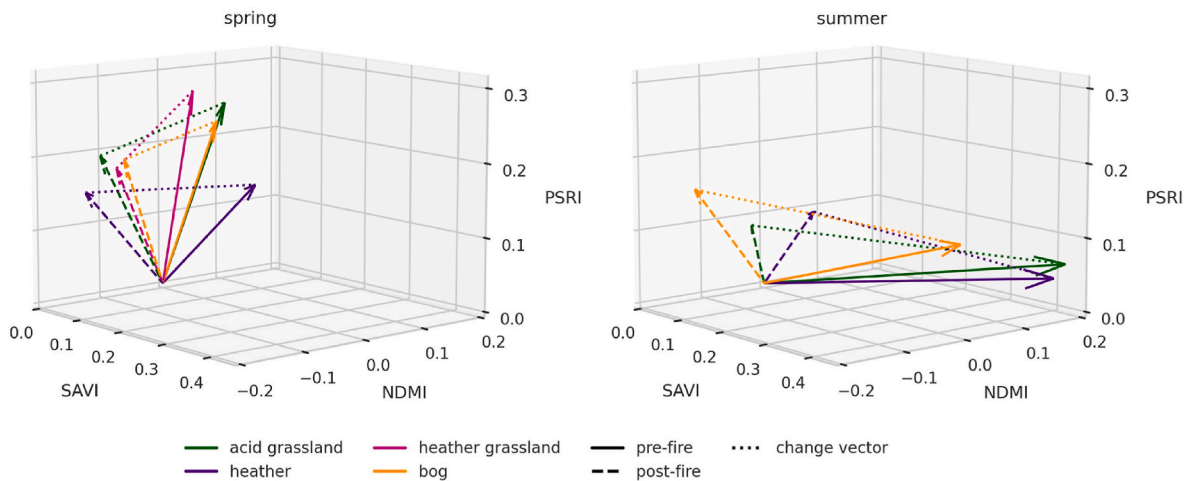 spring
summer
0.3
0.2
PSRI
0.1
0.0
0.0
0.1
0.2
0.3
0.4
SAVI
−0.2
−0.1
0.0
0.1
0.2
NDMI
0.3
0.2
PSRI
0.1
0.0
0.0
0.1
0.2
0.3
0.4
SAVI
−0.2
−0.1
0.0
0.1
0.2
NDMI
acid grassland
heather grassland
pre-fire
change vector
heather
bog
post-fire